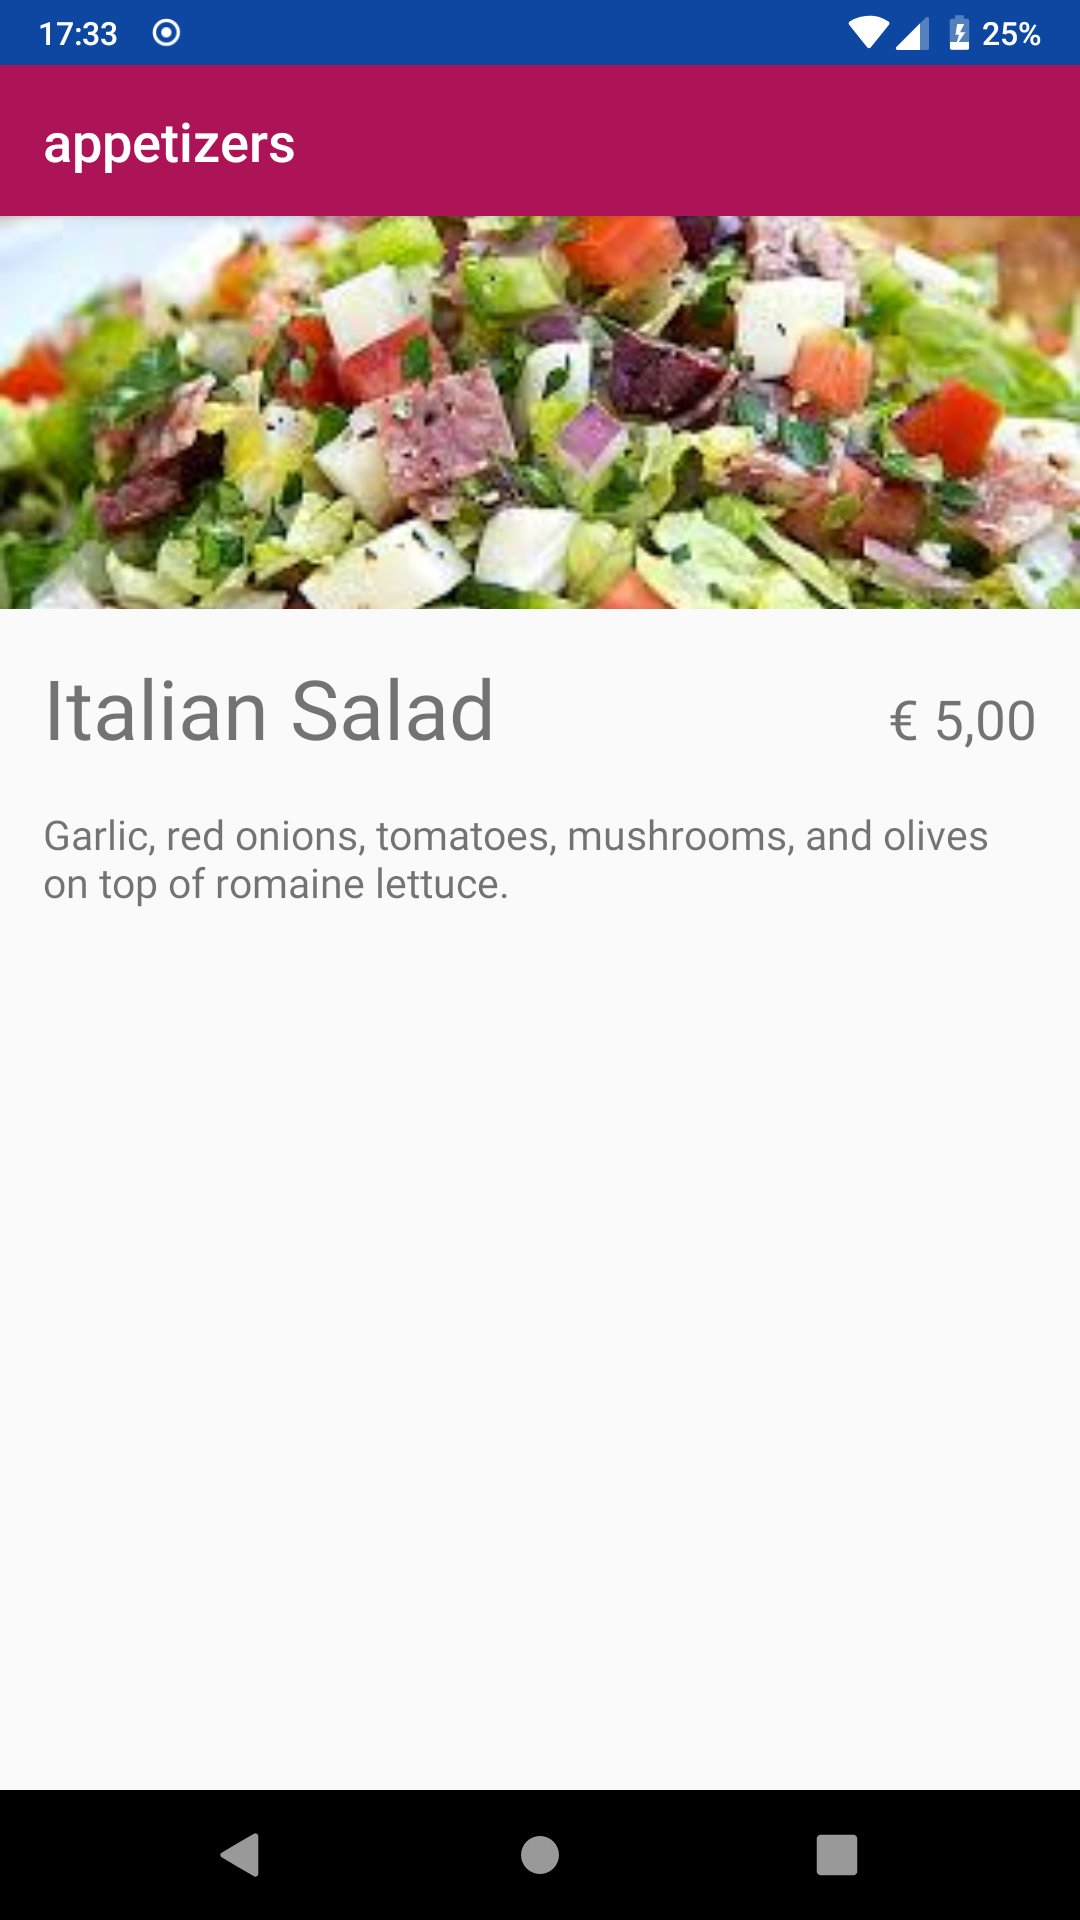 17:33 25%
appetizers
Italian Salad € 5,00
Garlic, red onions, tomatoes, mushrooms, and olives
on top of romaine lettuce.